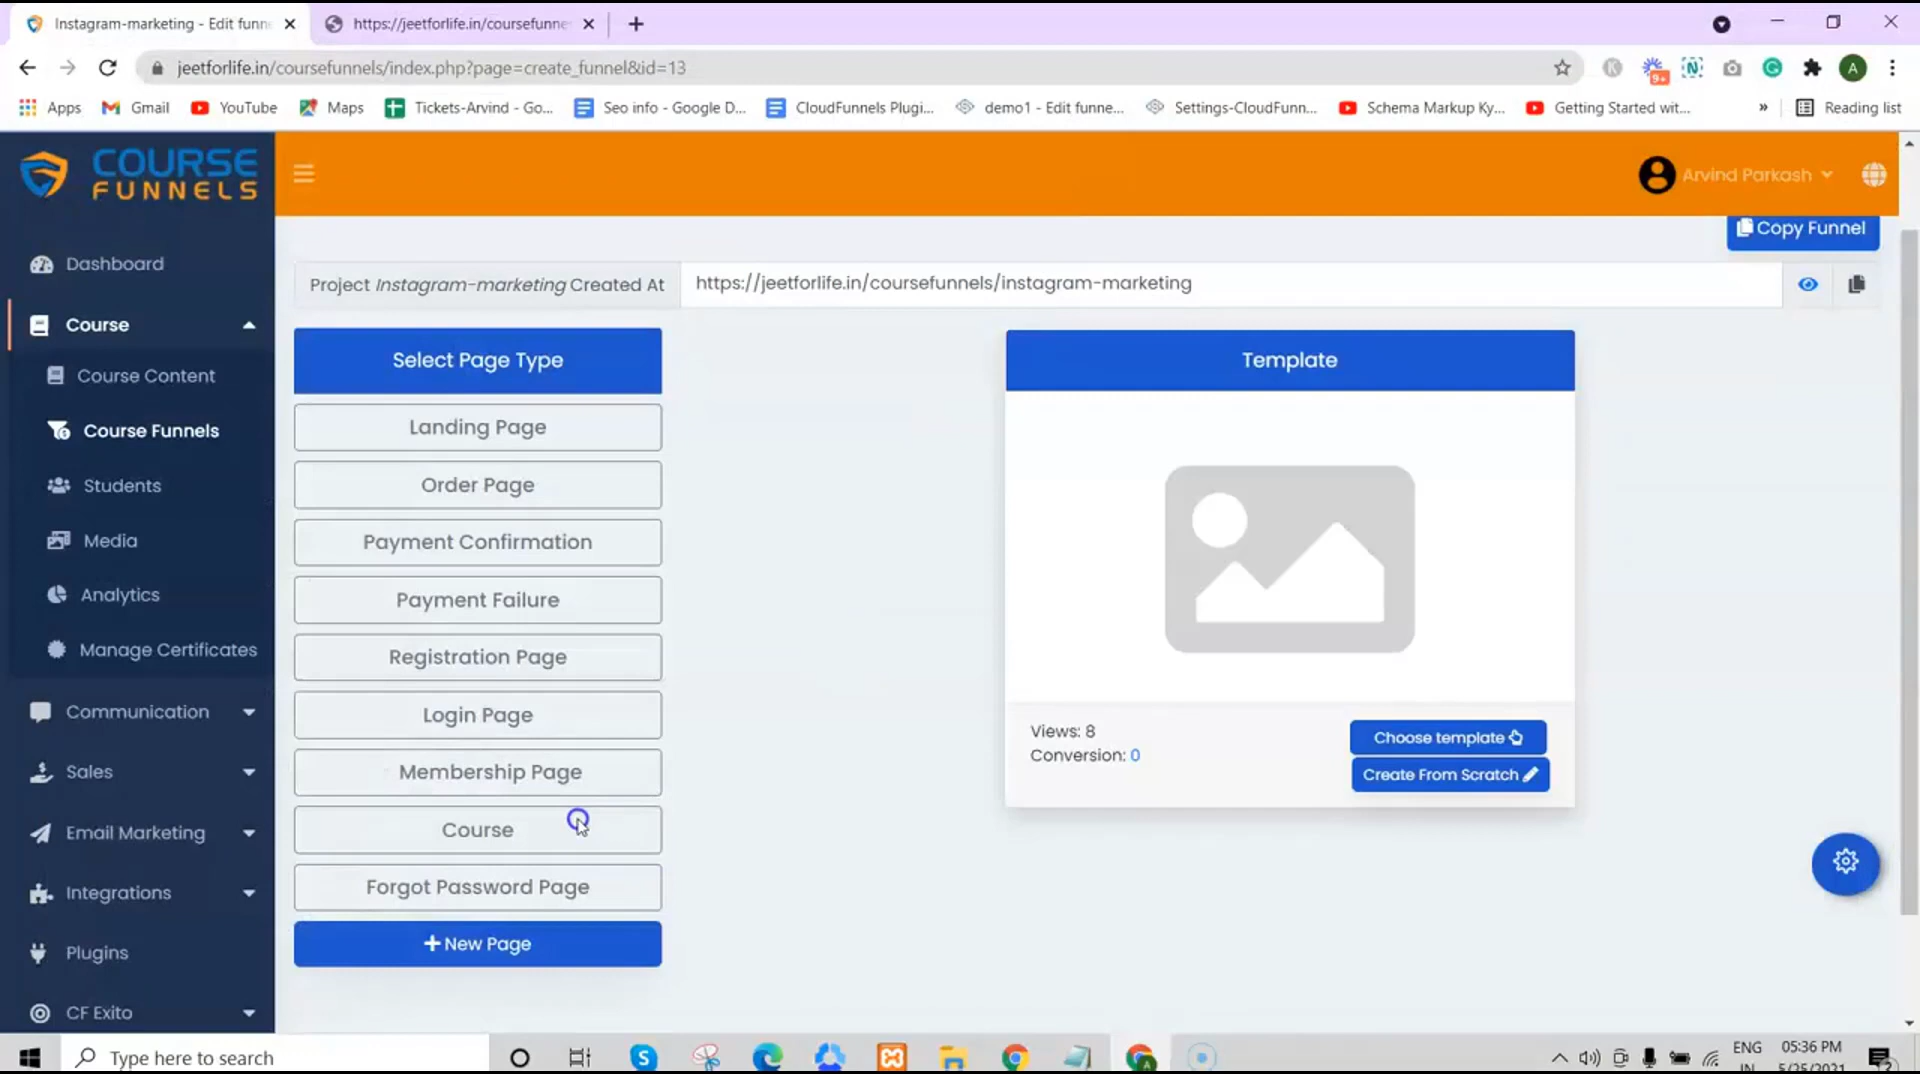 Instagram-marketing - Edit funn
https://jeetforlife.in/coursefunne
jeetforlife.in/coursefunnels/index.php?page=create_funnel&id=13
9+
N
A
Apps
Gmail
YouTube
Maps
Tickets-Arvind - Go...
Seo info - Google D...
CloudFunnels Plugi...
demo1 - Edit funne...
Settings-CloudFunn...
Schema Markup Ky...
Getting Started wit...
»
Reading list
COURSE
FUNNELS
Arvind Parkash
Copy Funnel
Project Instagram-marketing Created At
https://jeetforlife.in/coursefunnels/instagram-marketing
Dashboard
Course
Course Content
Course Funnels
Students
Media
Analytics
Manage Certificates
Communication
Sales
Email Marketing
Integrations
Plugins
CF Exito
Select Page Type
Landing Page
Order Page
Payment Confirmation
Payment Failure
Registration Page
Login Page
Membership Page
Course
Forgot Password Page
+ New Page
Template
Views: 8
Conversion: 0
Choose template
Create From Scratch
Type here to search
ENG
IN
05:36 PM
5/25/2021
2